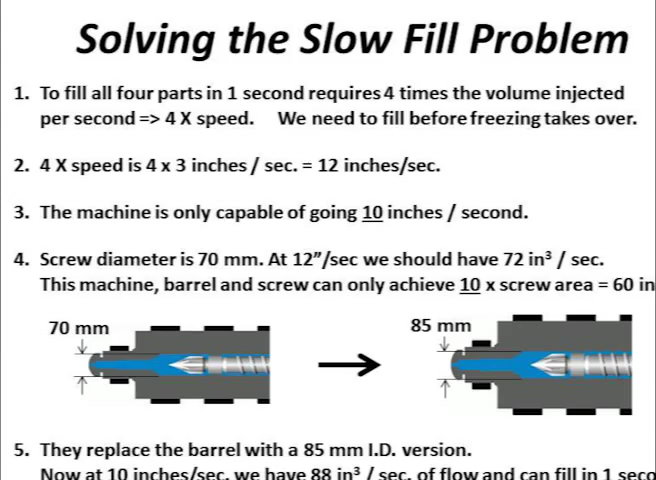 Solving the Slow Fill Problem
1. To fill all four parts in 1 second requires 4 times the volume injected
per second => 4 X speed. We need to fill before freezing takes over.
2. 4 X speed is 4 x 3 inches / sec. = 12 inches/sec.
3. The machine is only capable of going 10 inches / second.
4. Screw diameter is 70 mm. At 12”/sec we should have 72 in³ / sec.
This machine, barrel and screw can only achieve 10 x screw area = 60 in
70 mm
85 mm
5. They replace the barrel with a 85 mm I.D. version.
Now at 10 inches/sec. we have 88 in³ / sec. of flow and can fill in 1 seco